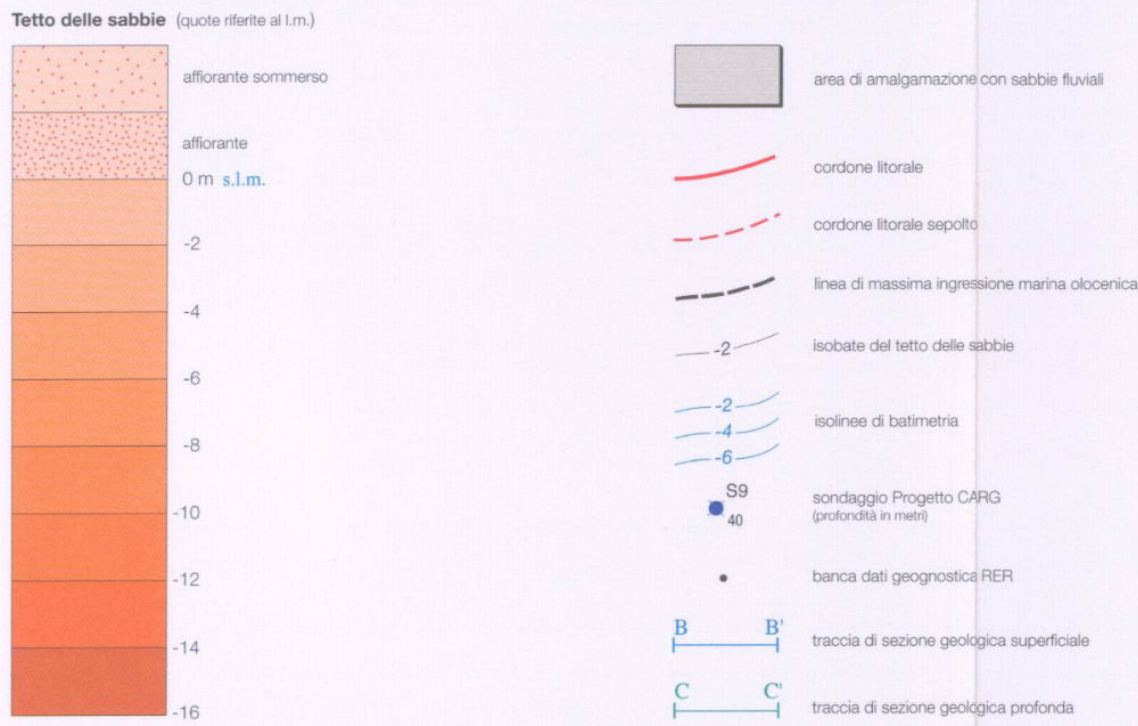 Tetto delle sabbie (quote riferite al l.m.)
affiorante sommerso
affiorante
0 m s.l.m.
-2
-4
-6
-8
-10
-12
-14
-16
area di amalgamazione con sabbie fluviali
cordone litorale
cordone litorale sepolto
linea di massima ingressione marina olocenica
-2
isobate del tetto delle sabbie
-2
-4
-6
isolinee di batimetria
S9
40
sondaggio Progetto CARG
(profondità in metri)
banca dati geognostica RER
B B'
traccia di sezione geologica superficiale
C C'
traccia di sezione geologica profonda